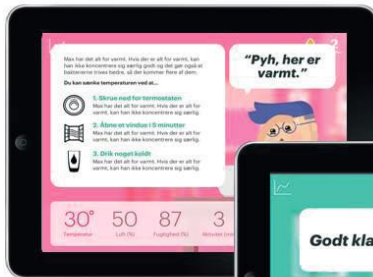 Max har det alt for varmt. Hvis der er alt for varmt, kan
han ikke koncentrere sig særlig godt og det gør også at
bakterierne trives bedre, så der kommer flere af dem.
Du kan sænke temperaturen ved at...
1. Skrue ned for termostaten
Max har det alt for varmt. Hvis der er alt for
varmt, kan han ikke koncentrere sig særlig.
2. Åbne et vindue i 5 minutter
Max har det alt for varmt. Hvis der er alt for
varmt, kan han ikke koncentrere sig særlig.
3. Drik noget koldt
Max har det alt for varmt. Hvis der er alt for
varmt, kan han ikke koncentrere sig særlig.
?
"Pyh, her er
varmt."
30° 50 87 3
Temperatur Luft (%) Fugtighed (%) Aktivitet
Godt kla